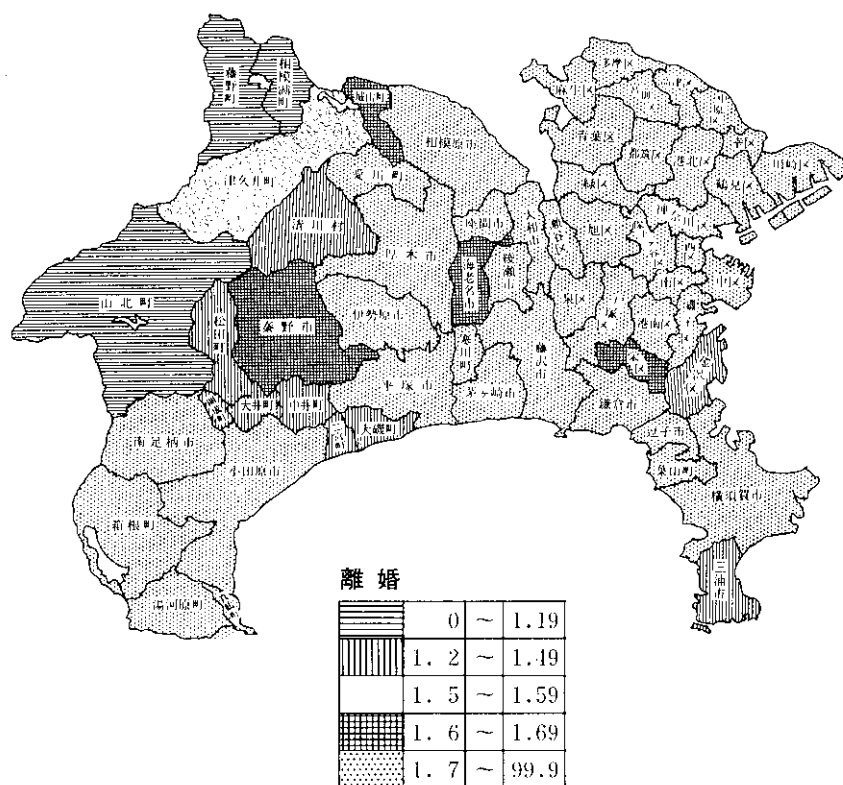 藤野町
相模湖町
城山町
津久井町
相模原市
愛川町
清川村
厚木市
座間市
大和市
海老名市
綾瀬市
山北町
松田町
秦野市
伊勢原市
寒川町
藤沢市
平塚市
茅ヶ崎市
大井町
中井町
大磯町
南足柄市
小田原市
箱根町
湯河原町
多摩区
麻生区
青葉区
都筑区
港北区
鶴見区
川崎区
幸区
緑区
旭区
西区
中区
南区
泉区
港南区
鎌倉市
逗子市
葉山町
横須賀市
三浦市
離婚
0 ～ 1.19
1.2 ～ 1.49
1.5 ～ 1.59
1.6 ～ 1.69
1.7 ～ 99.9